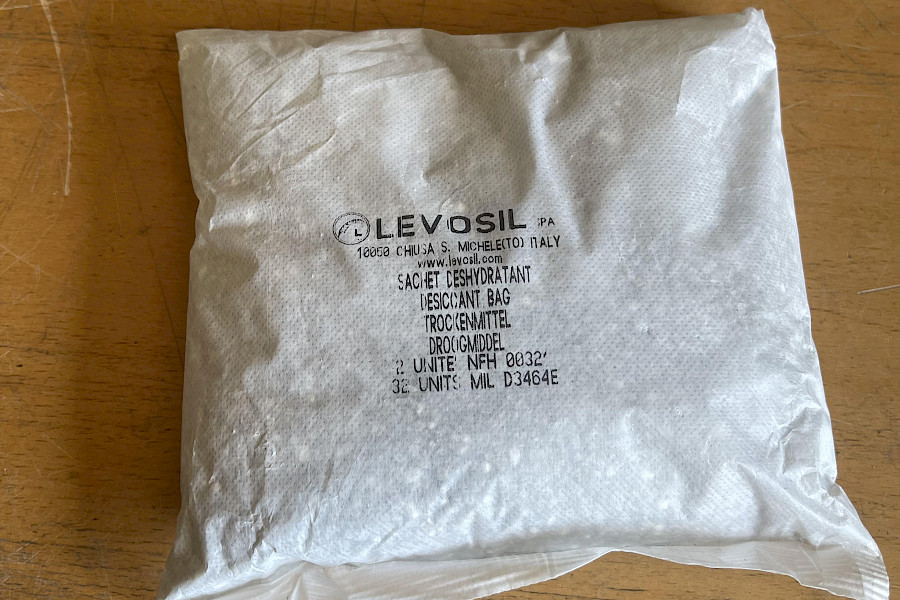 LEVOSIL SPA
10050 CHIUSA S. MICHELE(TO) ITALY
www.levosil.com
SACHET DESHYDRATANT
DESICCANT BAG
TROCKENMITTEL
DROOGMIDDEL
2 UNITE NFH 00321
32 UNITS MIL D3464E